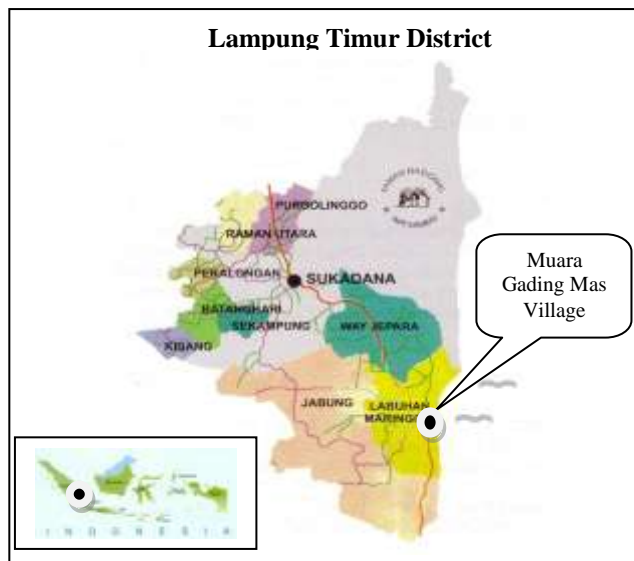 Lampung Timur District
PURBOLINGGO
RAMAN UTARA
PEKALONGAN
SUKADANA
BATANGHARI
SEKAMPUNG
WAY JEPARA
KIBANG
JABUNG
LABUHAN
MARINGG
Muara
Gading Mas
Village
I N D O N E S I A